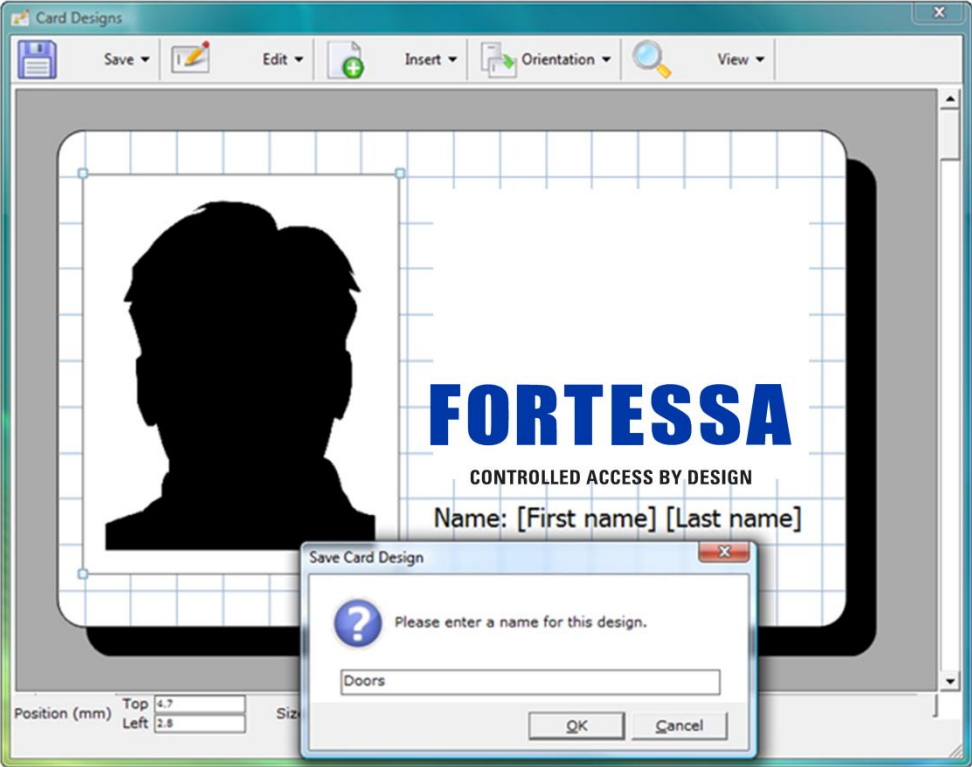 Card Designs
Save Edit Insert Orientation View
FORTESSA
CONTROLLED ACCESS BY DESIGN
Name: [First name] [Last name]
Save Card Design
Please enter a name for this design.
Doors
OK Cancel
Position (mm) Top 4.7
Left 2.8